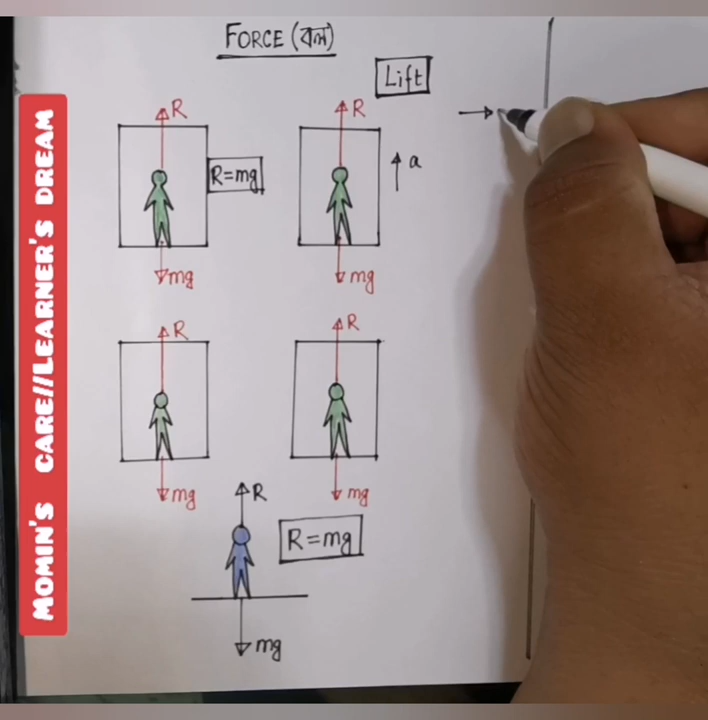 FORCE (বল)
Lift
R
R
R=mg
a
mg
mg
R
R
mg
mg
R
R=mg
mg
MOMIN'S CARE//LEARNER'S DREAM